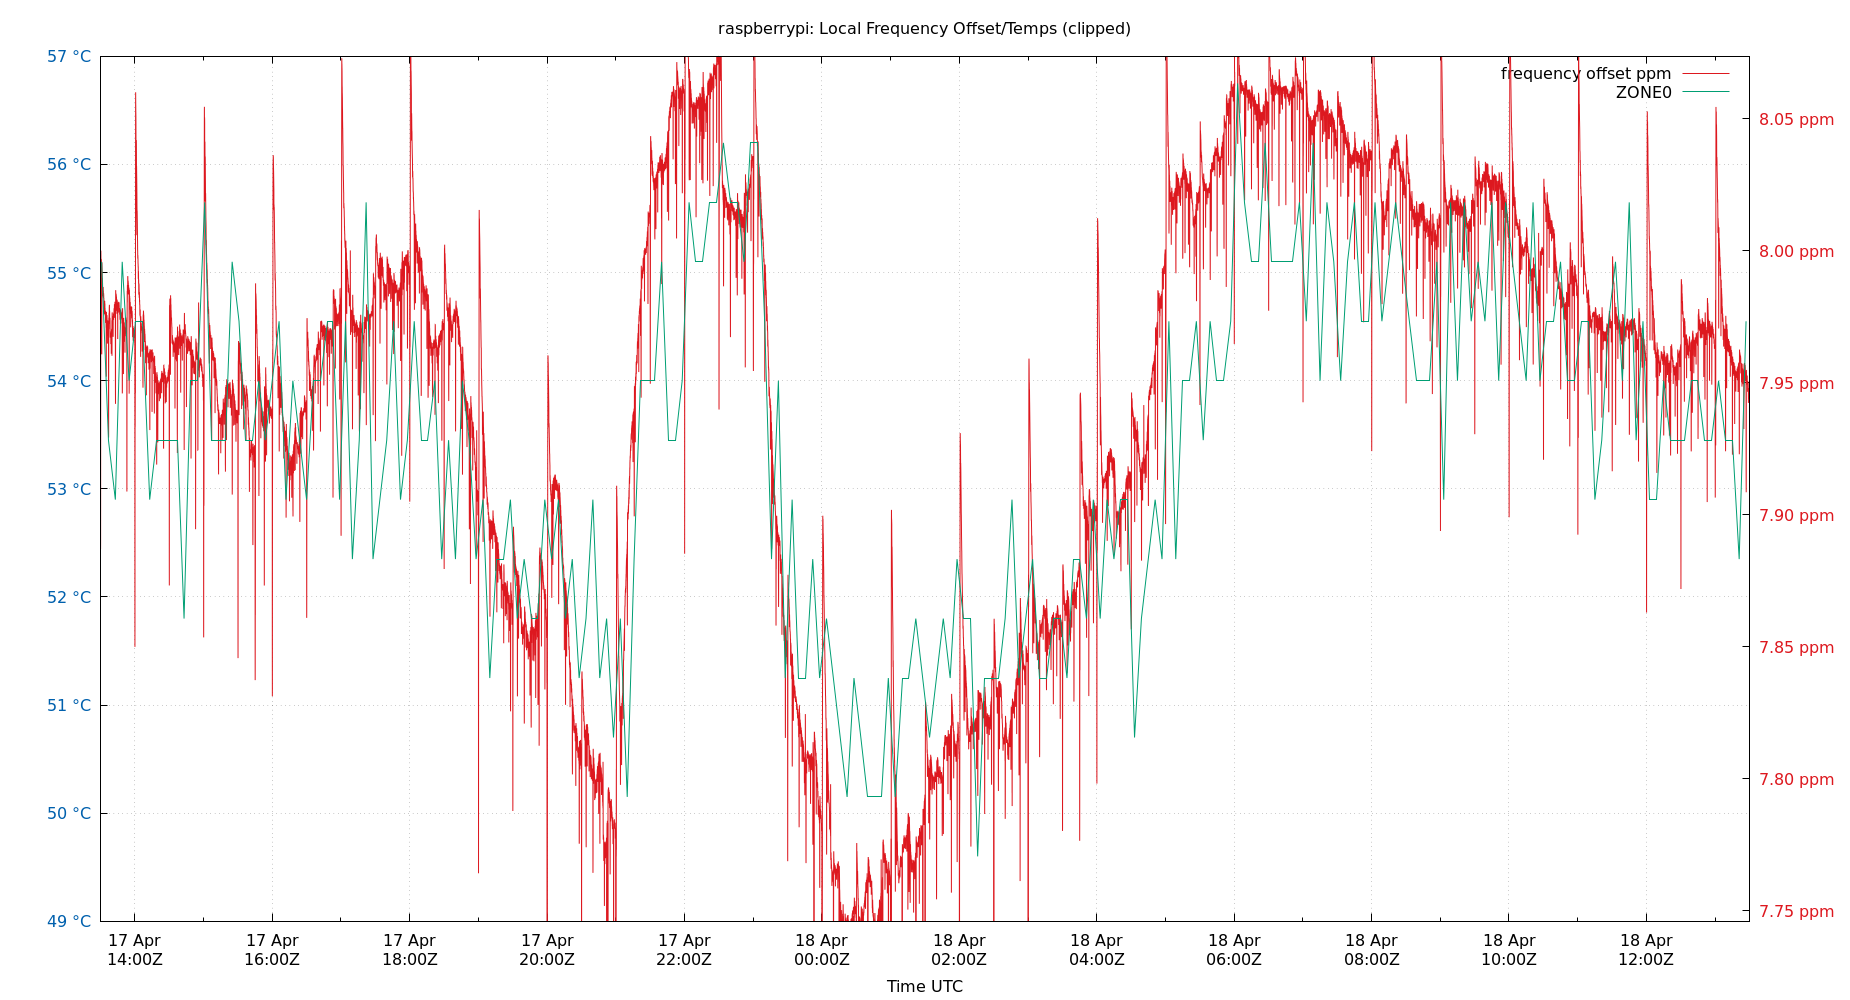 raspberrypi: Local Frequency Offset/Temps (clipped)
57 °C
56 °C
55 °C
54 °C
53 °C
52 °C
51 °C
50 °C
49 °C
frequency offset ppm
ZONE0
8.05 ppm
8.00 ppm
7.95 ppm
7.90 ppm
7.85 ppm
7.80 ppm
7.75 ppm
17 Apr 17 Apr 17 Apr 17 Apr 17 Apr 18 Apr 18 Apr 18 Apr 18 Apr 18 Apr 18 Apr 18 Apr
14:00Z 16:00Z 18:00Z 20:00Z 22:00Z 00:00Z 02:00Z 04:00Z 06:00Z 08:00Z 10:00Z 12:00Z
Time UTC